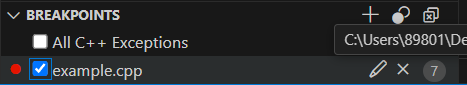 BREAKPOINTS
All C++ Exceptions
C:\Users\89801\De
example.cpp
7